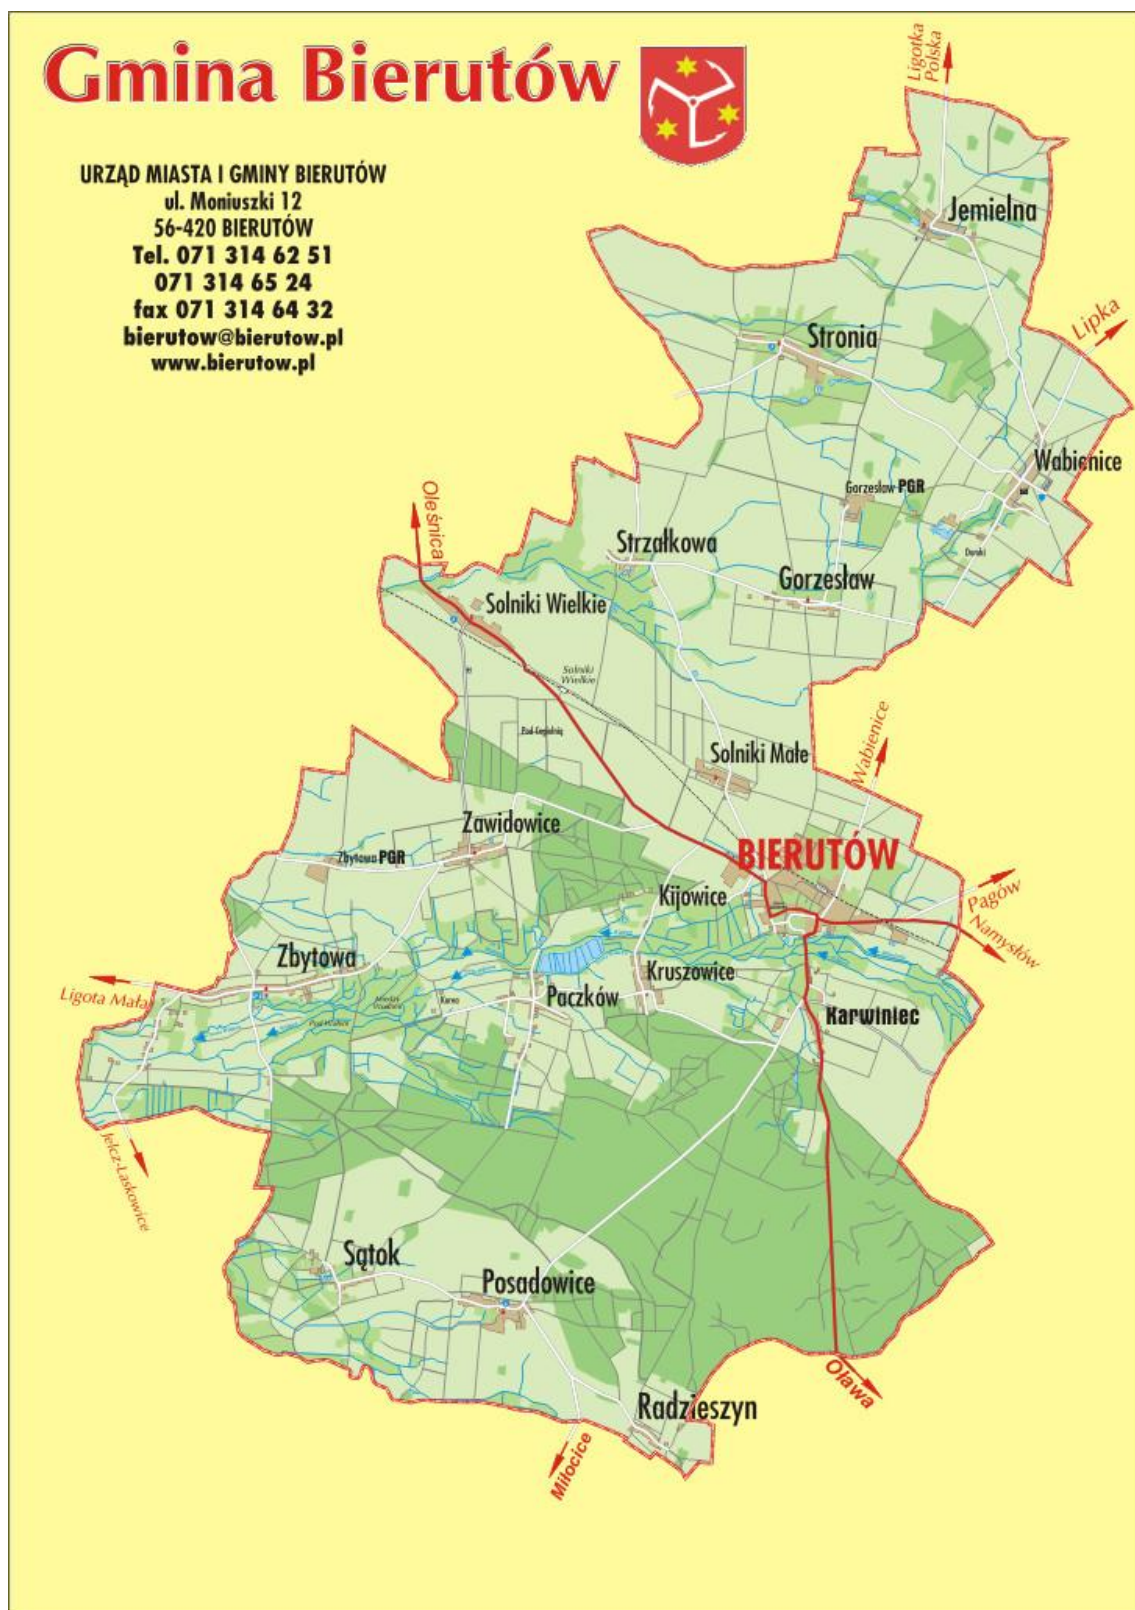 Gmina Bierutów
URZĄD MIASTA I GMINY BIERUTÓW
ul. Moniuszki 12
56-420 BIERUTÓW
Tel. 071 314 62 51
071 314 65 24
fax 071 314 64 32
bierutow@bierutow.pl
www.bierutow.pl
Ligotka
Polska
Jemielna
Lipka
Stronia
Wabienice
Gorzesław PGR
Oleśnica
Strzałkowa
Gorzesław
Solniki Wielkie
Solniki
Wielkie
Solniki Małe
Wabienice
Zawidowice
Zbytowa PGR
BIERUTÓW
Kijowice
Pągów
Namysłów
Zbytowa
Kruszowice
Ligota Mała
Paczków
Karwiniec
Jelcz-Laskowice
Sątok
Posadowice
Oława
Radzieszyn
Miłocice